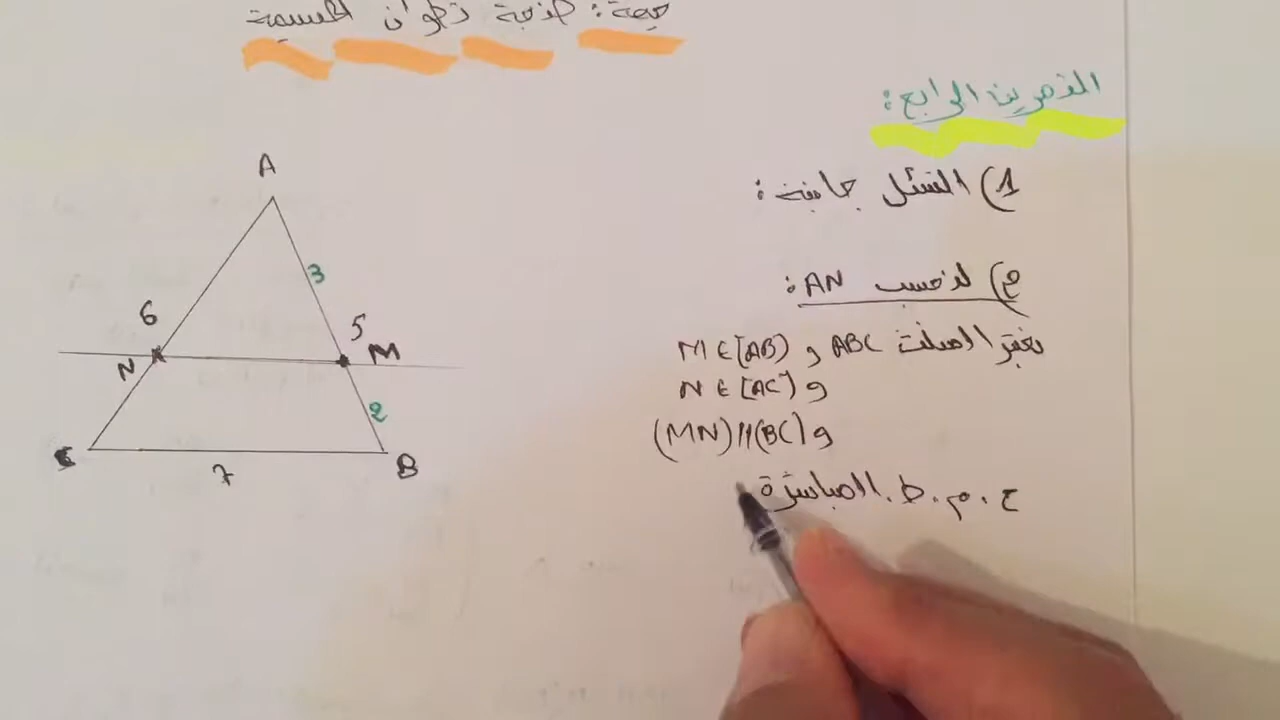 التمرين الرابع:
1) الشكل جانبه:
2) لنحسب AN:
نعتبر المثلث ABC و M∈[AB)
و N∈[AC)
و (MN)//(BC)
ح.م.ط.المباشرة
A
3
6
5
N
M
2
C
B
7